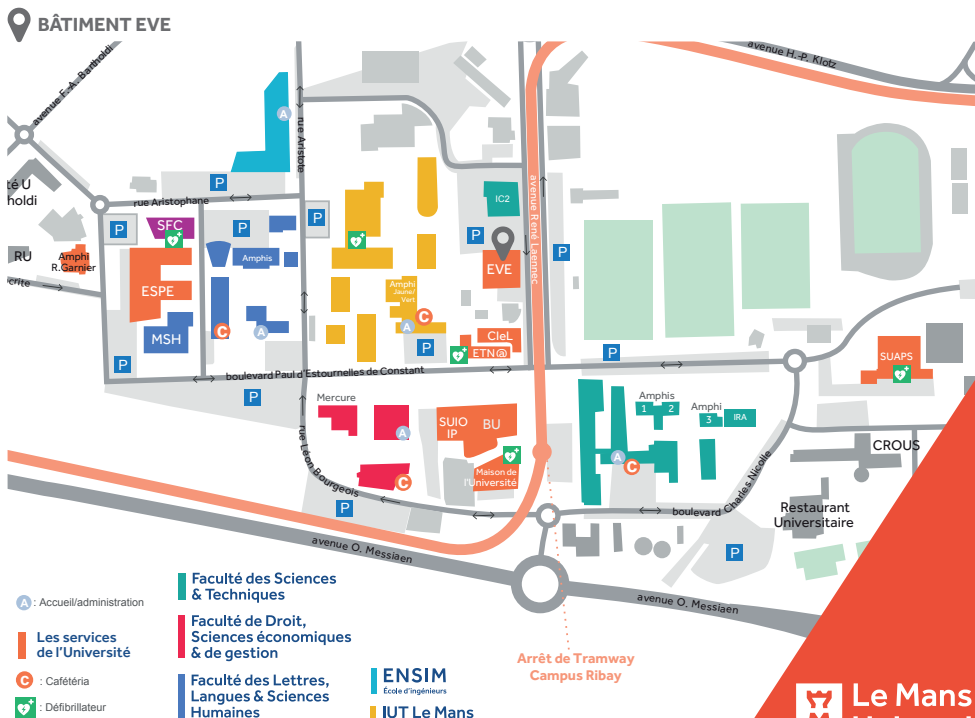 BÂTIMENT EVE
avenue F.-A. Bartholdi
avenue H.-P. Klotz
rue Aristote
A
P
té U
holdi
rue Aristophane
P
P
P
SFC
IC2
avenue René Laennec
P
P
RU
Amphi
R.Garnier
Amphis
EVE
crite
ESPE
Amphi
Jaune/
Vert
MSH
C
A
A
C
P
CIeL
ETN@
P
P
SUAPS
boulevard Paul d'Estournelles de Constant
P
Mercure
A
SUIO
IP
BU
Amphis
1
2
Amphi
3
IRA
CROUS
rue Léon Bourgeois
C
Maison de
l'Université
A
C
boulevard Charles Nicolle
P
Restaurant
Universitaire
avenue O. Messiaen
P
avenue O. Messiaen
A : Accueil/administration
Les services
de l'Université
C : Cafétéria
: Défibrillateur
Faculté des Sciences
& Techniques
Faculté de Droit,
Sciences économiques
& de gestion
Faculté des Lettres,
Langues & Sciences
Humaines
ENSIM
École d'ingénieurs
IUT Le Mans
Arrêt de Tramway
Campus Ribay
Le Mans